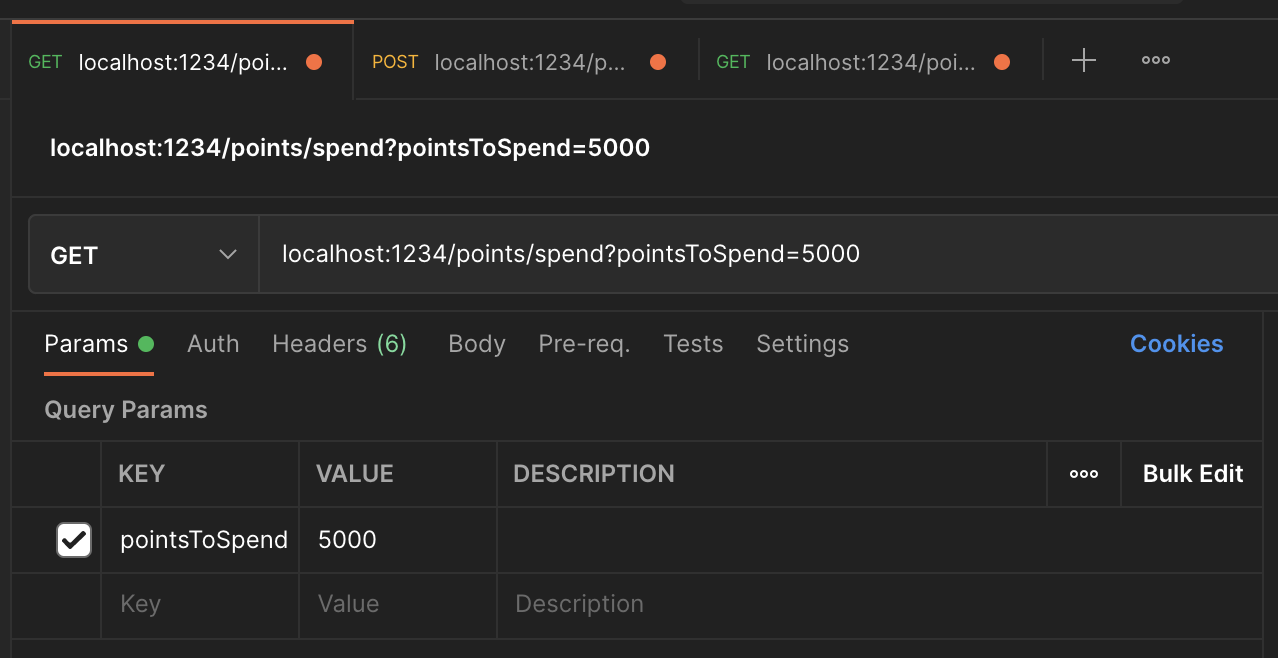 GET localhost:1234/poi... POST localhost:1234/p... GET localhost:1234/poi...
localhost:1234/points/spend?pointsToSpend=5000
GET localhost:1234/points/spend?pointsToSpend=5000
Params Auth Headers (6) Body Pre-req. Tests Settings Cookies
Query Params
KEY VALUE DESCRIPTION Bulk Edit
pointsToSpend 5000
Key Value Description